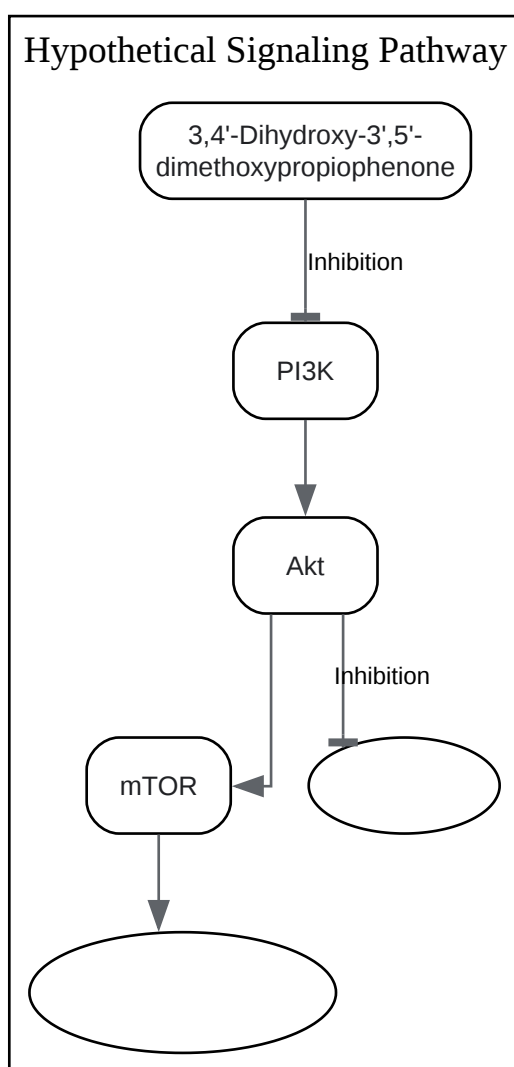 Hypothetical Signaling Pathway
3,4'-Dihydroxy-3',5'-
dimethoxypropiophenone
Inhibition
PI3K
Akt
Inhibition
mTOR